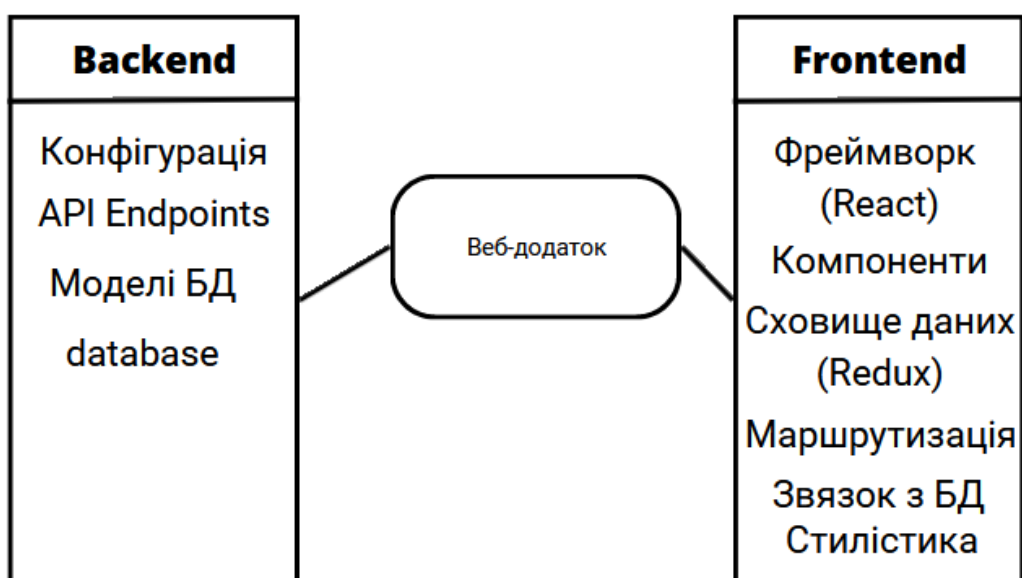 Backend
Конфігурація
API Endpoints
Моделі БД
database
Веб-додаток
Frontend
Фреймворк
(React)
Компоненти
Сховище даних
(Redux)
Маршрутизація
Звязок з БД
Стилістика